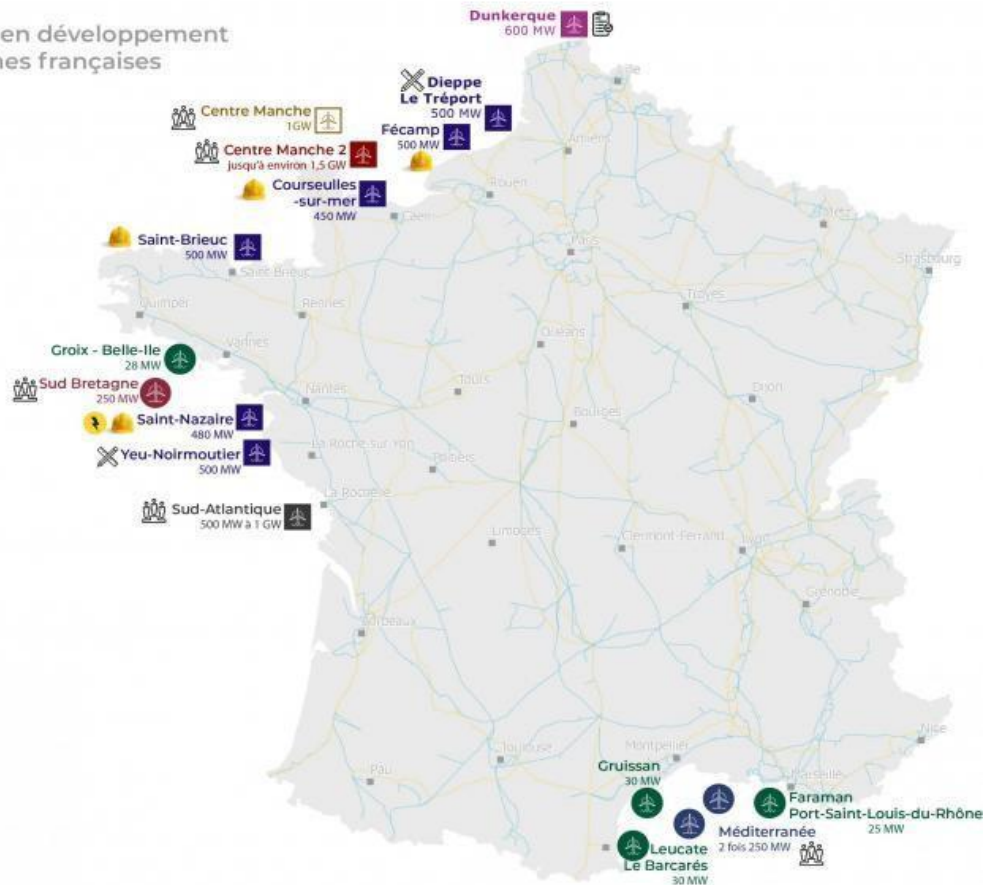 en développement
nes françaises
Dunkerque
600 MW
Dieppe
Le Tréport
500 MW
Centre Manche
1GW
Fécamp
500 MW
Centre Manche 2
jusqu'à environ 1,5 GW
Courseulles
-sur-mer
450 MW
Saint-Brieuc
500 MW
Groix - Belle-Ile
28 MW
Sud Bretagne
250 MW
Saint-Nazaire
480 MW
Yeu-Noirmoutier
500 MW
Sud-Atlantique
500 MW à 1 GW
Amiens
Rouen
Caen
Paris
Strasbourg
Saint Brieuc
Quimper
Rennes
Troyes
Vannes
Orléans
Nantes
Tours
Dijon
Bourges
La Roche sur Yon
Poitiers
La Rochelle
Limoges
Clermont-Ferrand
Lyon
Grenoble
Bordeaux
Toulouse
Montpellier
Nice
Pau
Marseille
Gruissan
30 MW
Faraman
Port-Saint-Louis-du-Rhône
25 MW
Méditerranée
2 fois 250 MW
Leucate
Le Barcarés
30 MW